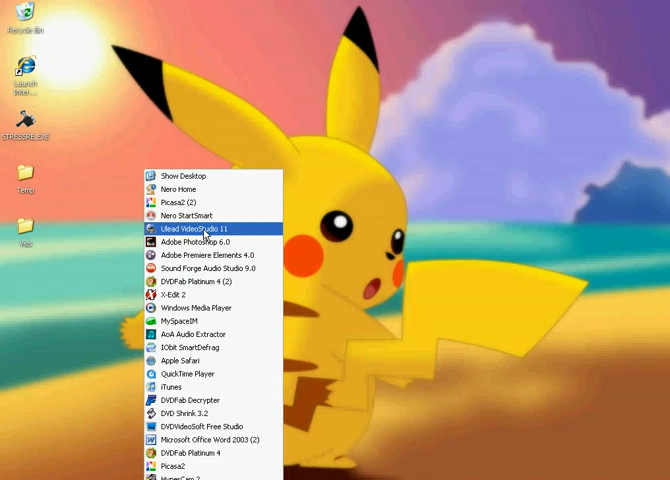 Recycle Bin
Launch
Inter...
STRESSRE.EXE
Temp
Vids
Show Desktop
Nero Home
Picasa2 (2)
Nero StartSmart
Ulead VideoStudio 11
Adobe Photoshop 6.0
Adobe Premiere Elements 4.0
Sound Forge Audio Studio 9.0
DVDFab Platinum 4 (2)
X-Edit 2
Windows Media Player
MySpaceIM
AoA Audio Extractor
IObit SmartDefrag
Apple Safari
QuickTime Player
iTunes
DVDFab Decrypter
DVD Shrink 3.2
DVDVideoSoft Free Studio
Microsoft Office Word 2003 (2)
DVDFab Platinum 4
Picasa2
HyperCam 2